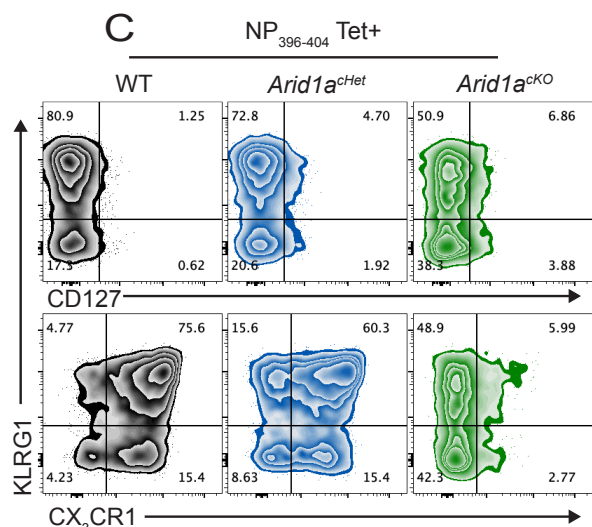 C
NP396-404 Tet+
WT Arid1acHet Arid1acKO
80.9 1.25 72.8 4.70 50.9 6.86
17.3 0.62 20.6 1.92 38.3 3.88
CD127
4.77 75.6 15.6 60.3 48.9 5.99
4.23 15.4 8.63 15.4 42.3 2.77
KLRG1
CX3CR1